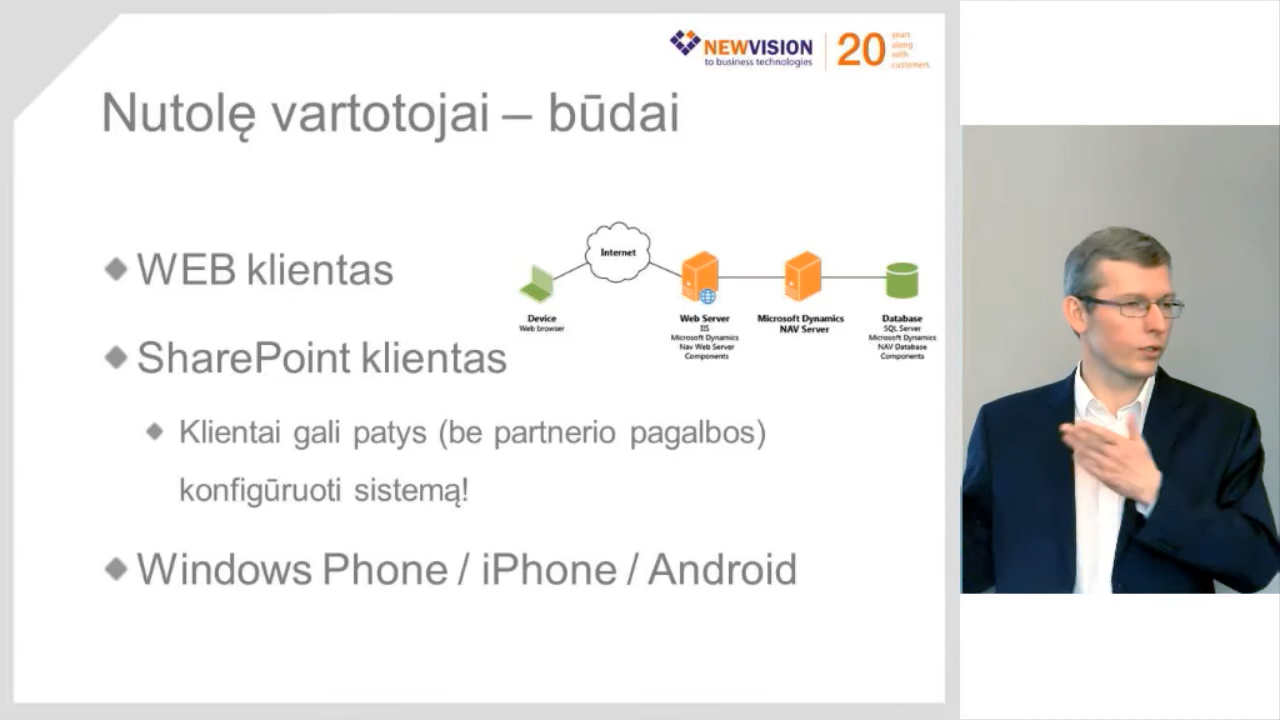 NEWVISION
to business technologies
20
years
along
with
customers
Nutolę vartotojai – būdai
WEB klientas
Internet
Device
Web browser
Web Server
IIS
Microsoft Dynamics
Nav Web Server
Components
Microsoft Dynamics
NAV Server
Database
SQL Server
Microsoft Dynamics
NAV Database
Components
SharePoint klientas
Klientai gali patys (be partnerio pagalbos)
konfigūruoti sistemą!
Windows Phone / iPhone / Android